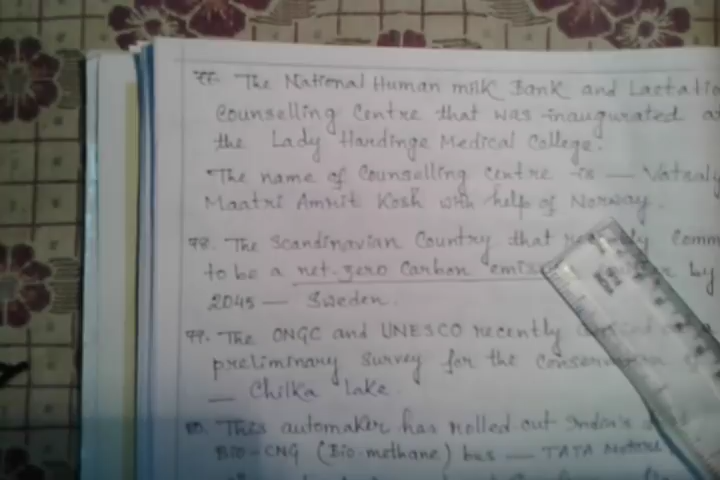 77. The National Human milk Bank and Lactatio
Counselling Centre that was inaugurated a
the Lady Hardinge Medical College.
The name of Counselling centre is — Vatsaly
Maatri Amrit Kosh with help of Norway.
78. The Scandinavian Country that Comm
to be a net-zero Carbon by
2045 — Sweden.
79. The ONGC and UNESCO recently
preliminary survey for the
— Chilka lake.
80. This automaker has rolled out India's
BIO-CNG (Bio-methane) bus — TATA Motors